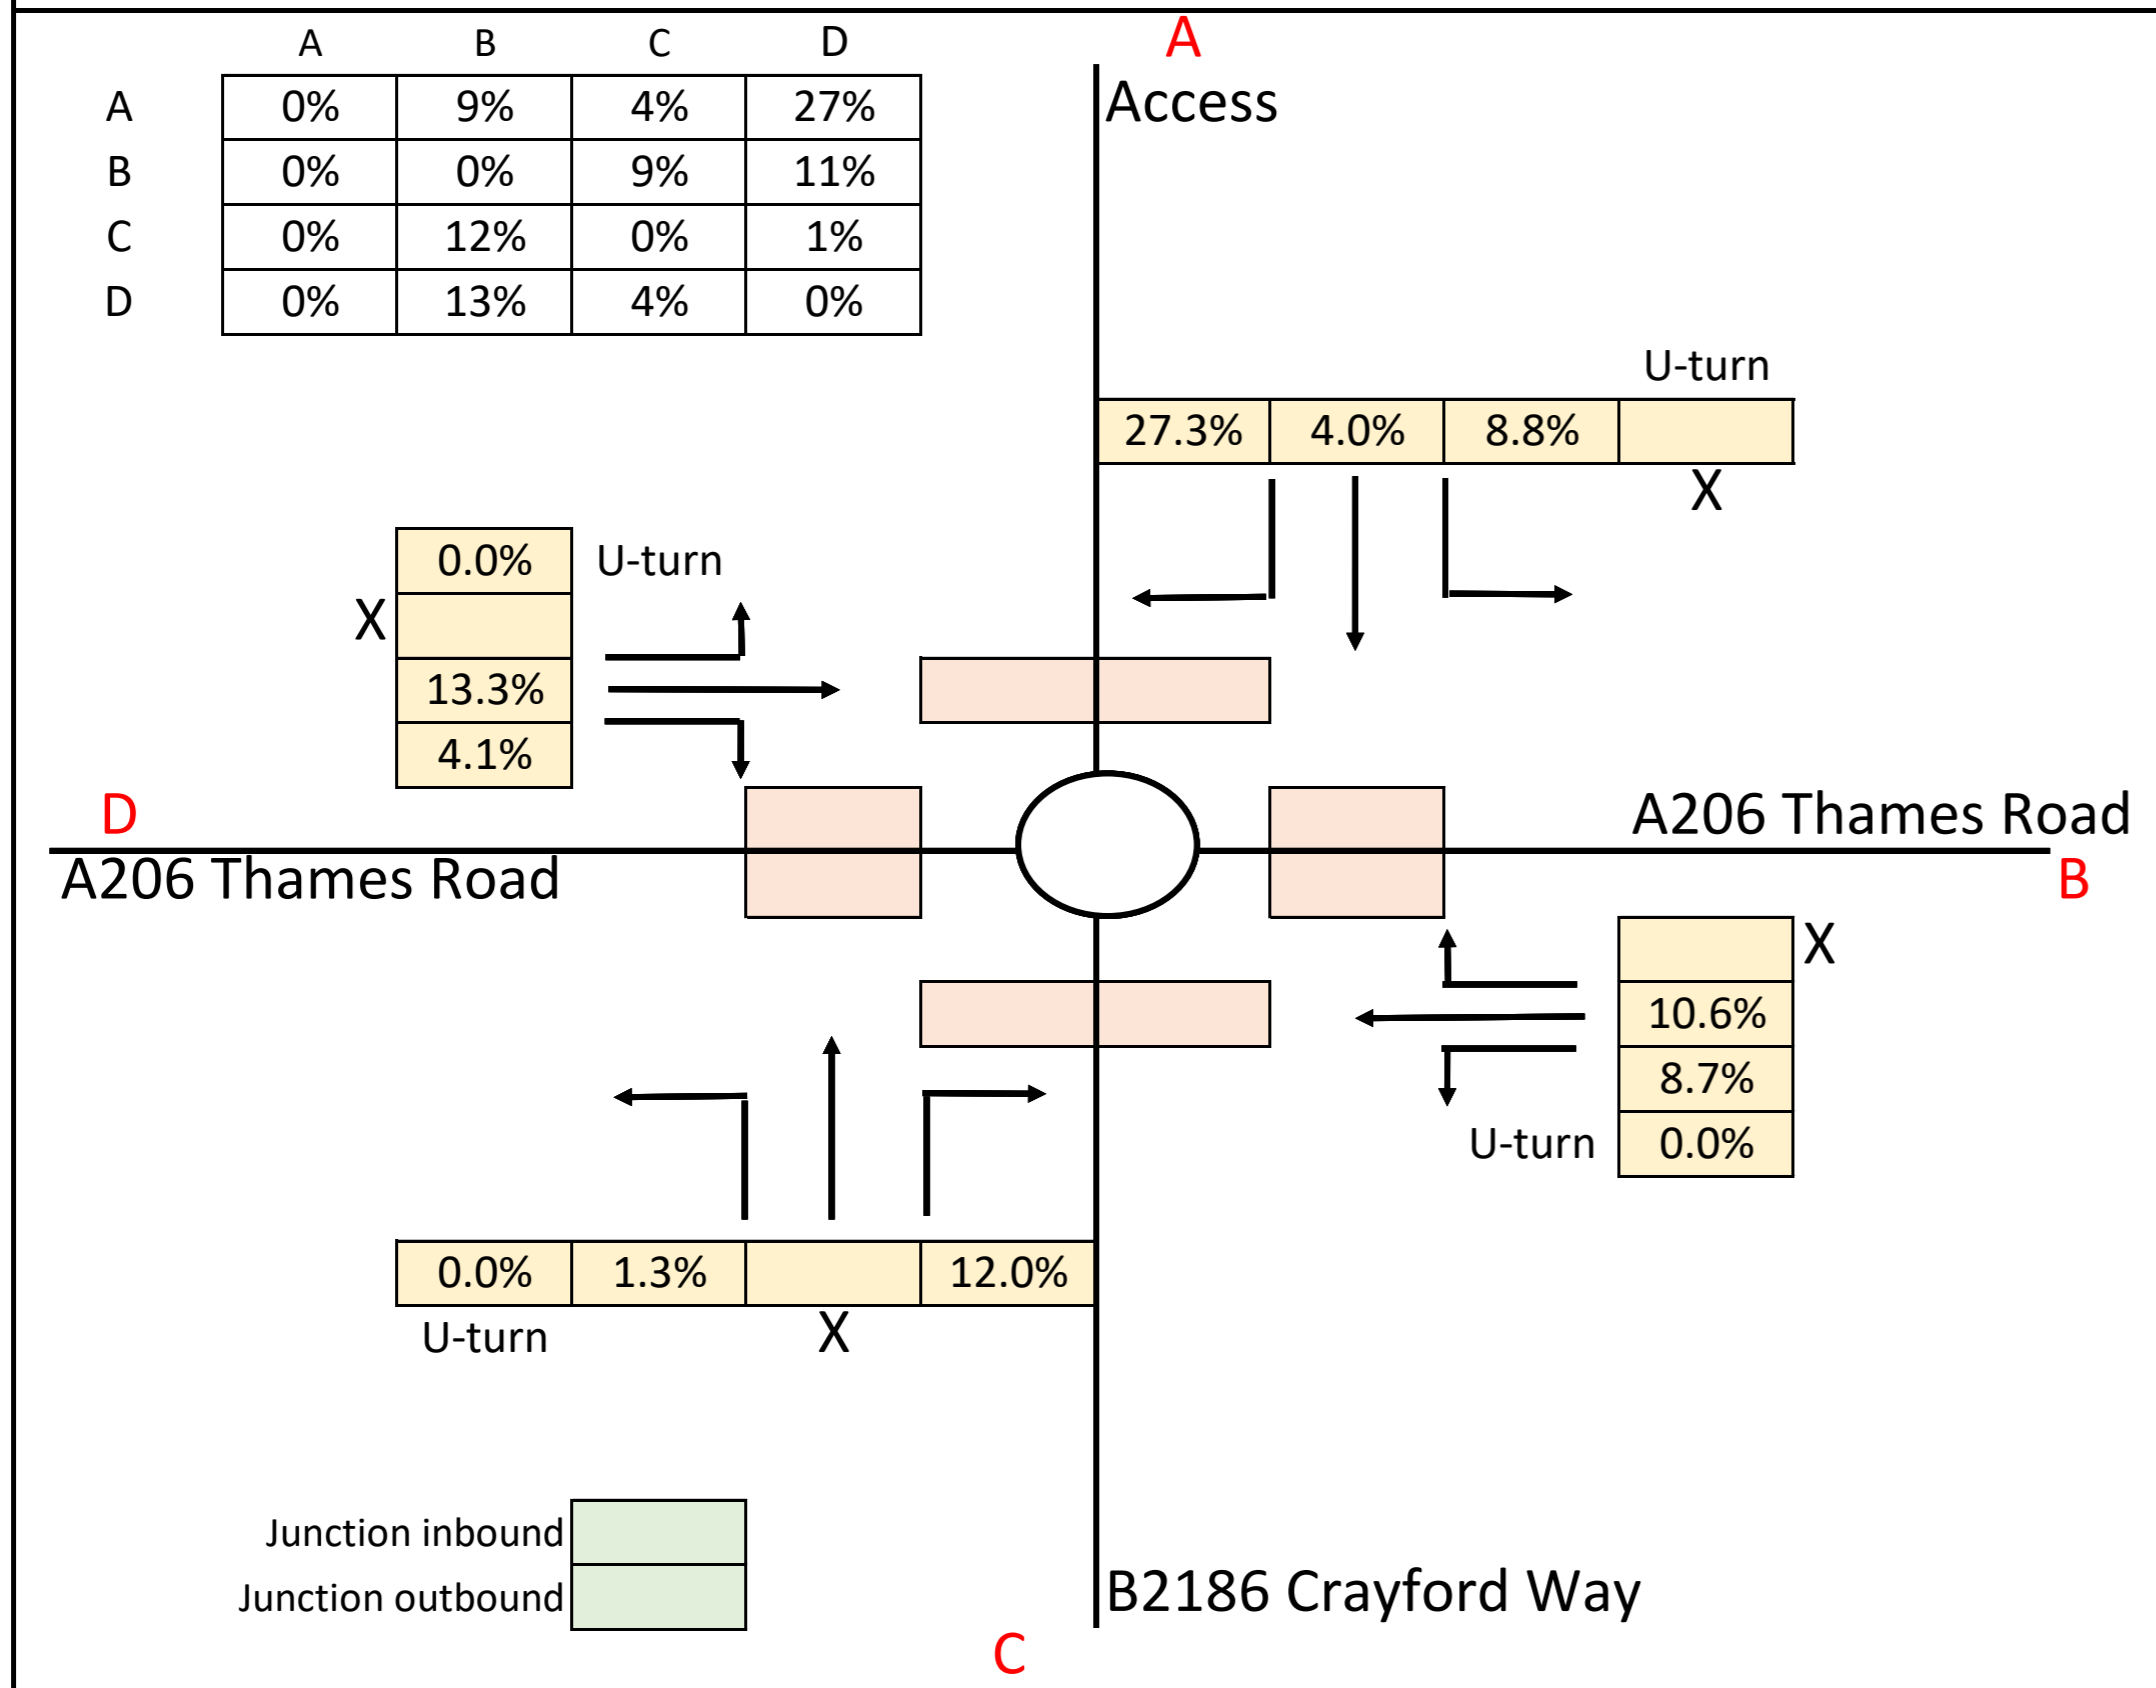 A B C D
A
A 0% 9% 4% 27%
Access
B 0% 0% 9% 11%
C 0% 12% 0% 1%
D 0% 13% 4% 0%
U-turn
27.3% 4.0% 8.8%
X
0.0% U-turn
X
13.3%
4.1%
D
A206 Thames Road
A206 Thames Road
B
X
10.6%
8.7%
U-turn 0.0%
0.0% 1.3% 12.0%
U-turn X
Junction inbound
Junction outbound
B2186 Crayford Way
C